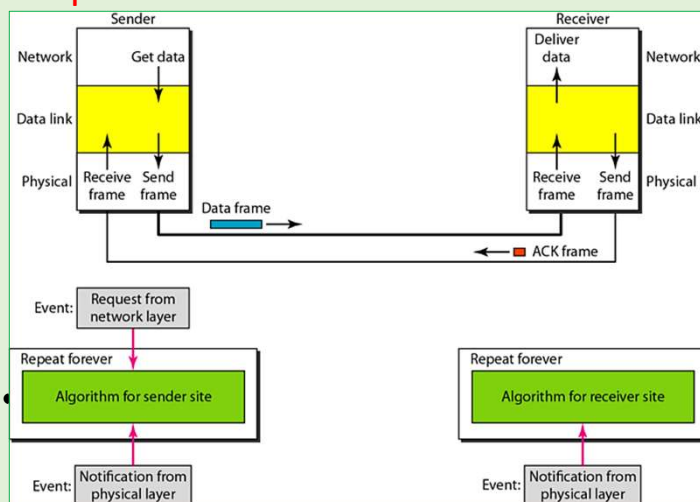 Sender
Receiver
Network
Get data
Deliver
data
Network
Data link
Data link
Physical
Receive
frame
Send
frame
Receive
frame
Send
frame
Physical
Data frame
ACK frame
Event:
Request from
network layer
Repeat forever
Algorithm for sender site
Repeat forever
Algorithm for receiver site
Event:
Notification from
physical layer
Event:
Notification from
physical layer